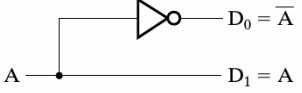 D₀ = A̅
A
D₁ = A